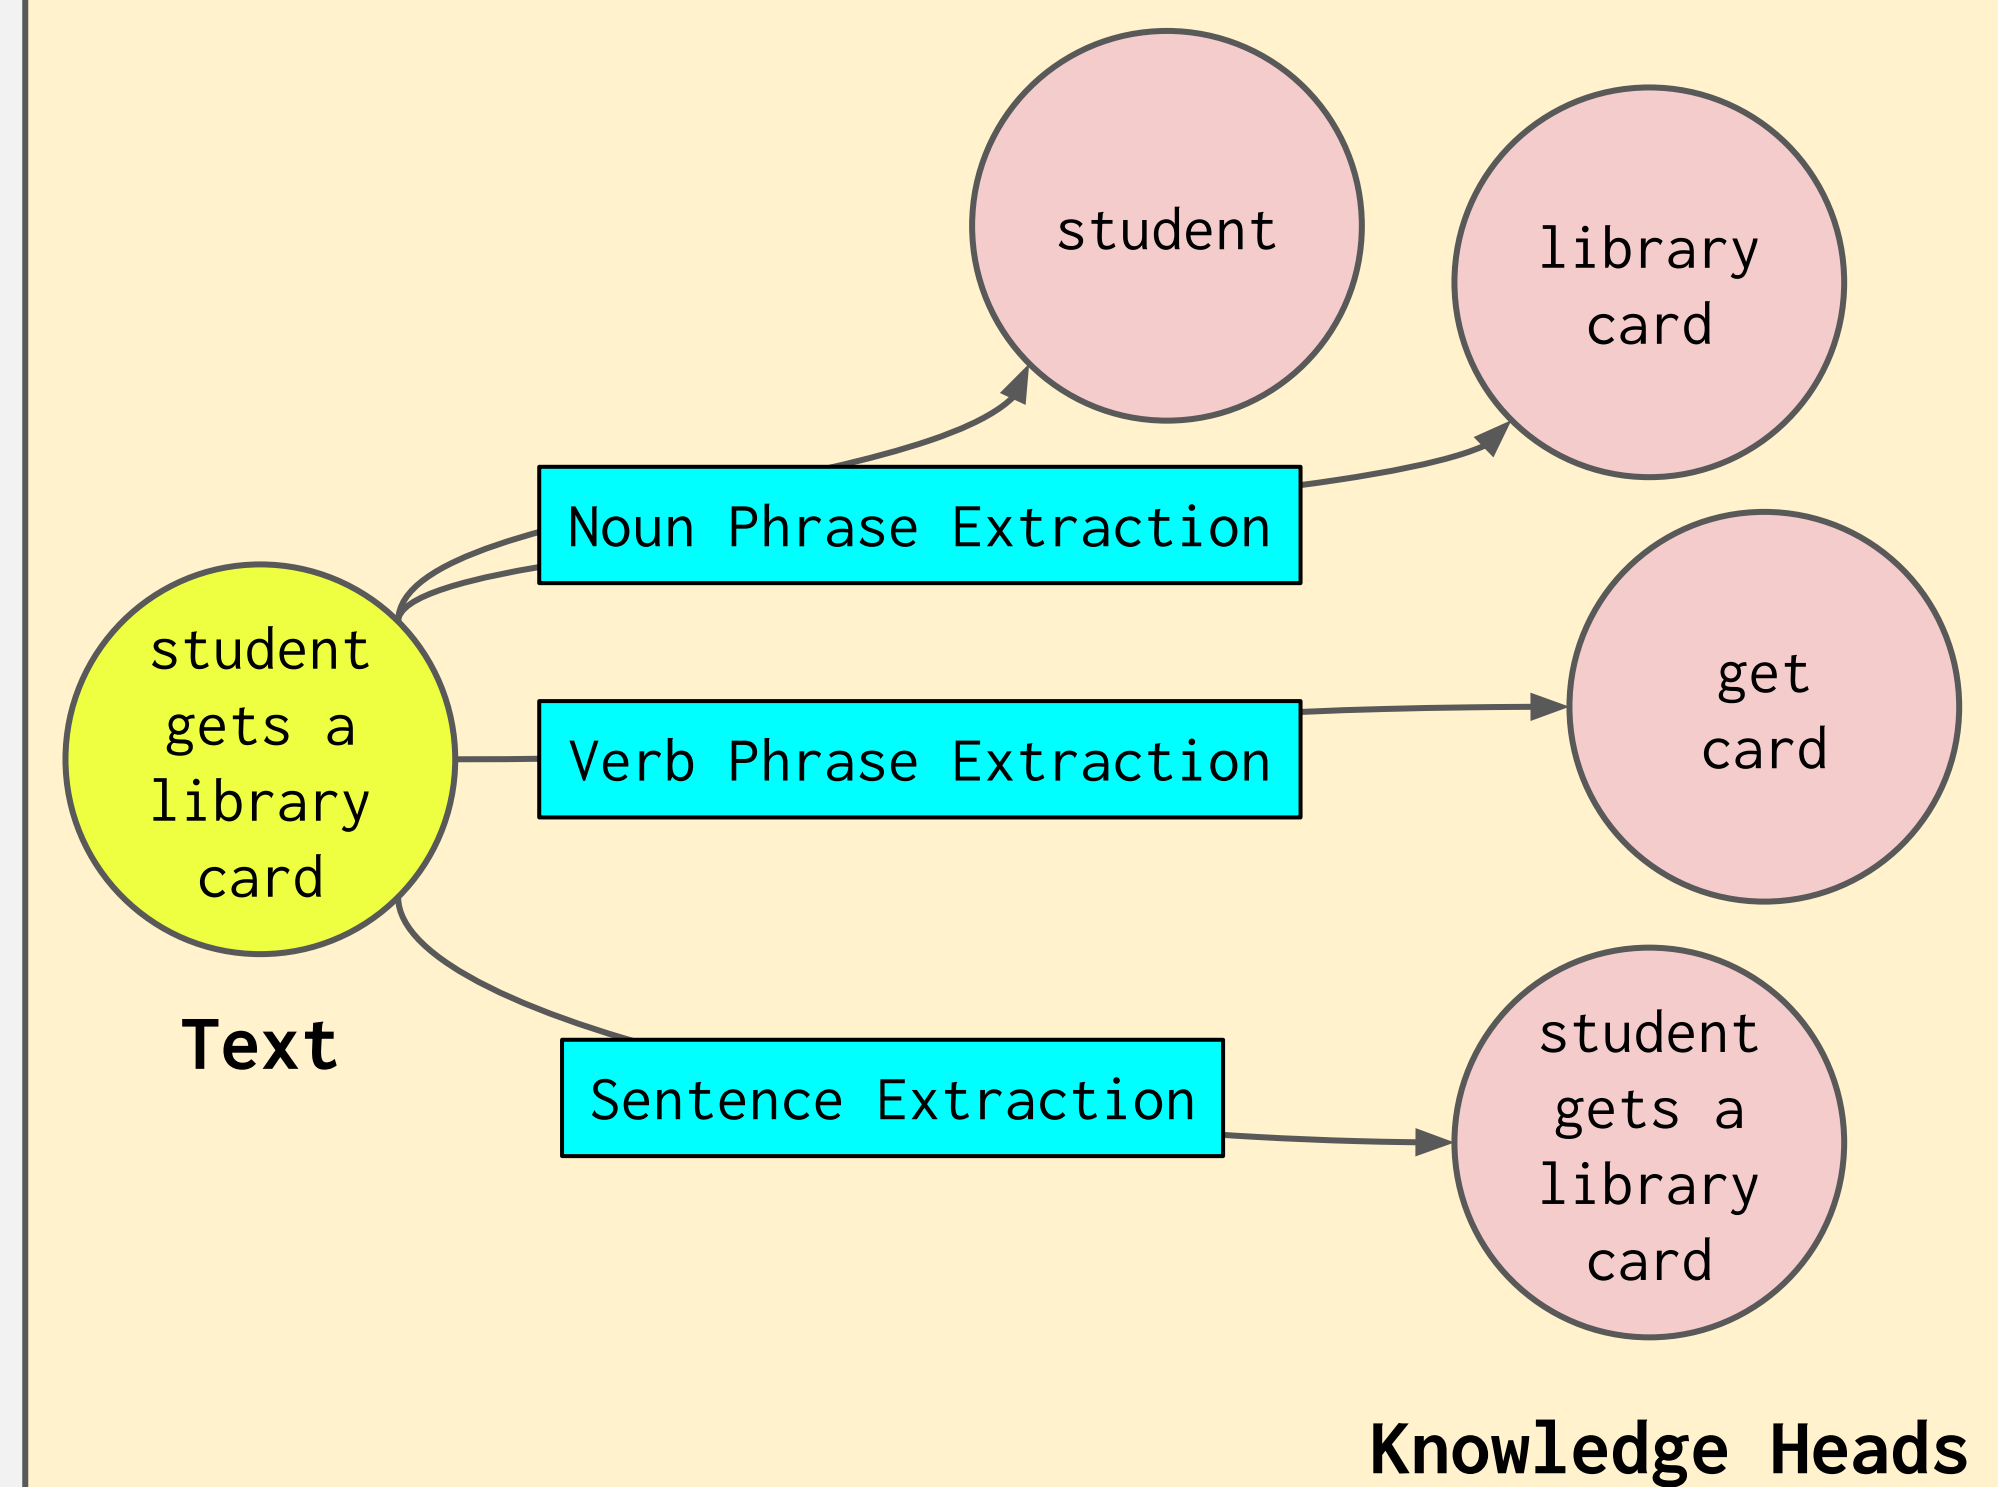 student
library
card
Noun Phrase Extraction
student
gets a
library
card
Verb Phrase Extraction
get
card
Text
Sentence Extraction
student
gets a
library
card
Knowledge Heads